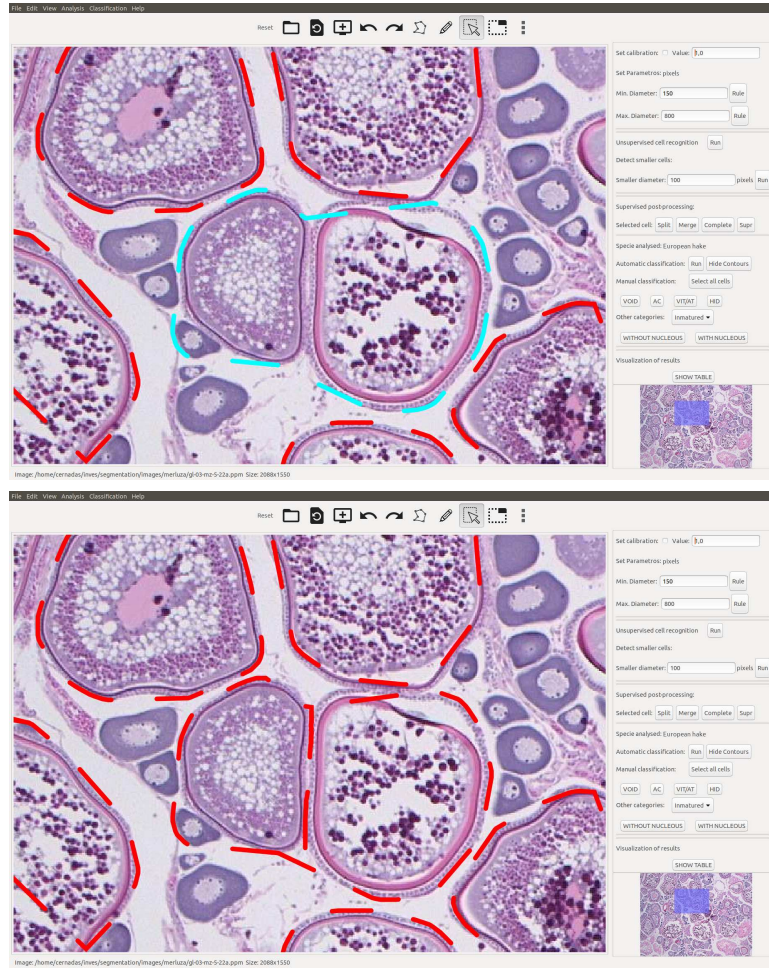 File Edit View Analysis Classification Help
Reset
Set calibration: Value: 1,0
Set Parametros: pixels
Min. Diameter: 150 Rule
Max. Diameter: 800 Rule
Unsupervised cell recognition Run
Detect smaller cells:
Smaller diameter: 100 pixels Run
Supervised post-processing:
Selected cell: Split Merge Complete Supr
Specie analysed: European hake
Automatic classification: Run Hide Contours
Manual classification: Select all cells
VOID AC VIT/AT HID
Other categories: Inmatured
WITHOUT NUCLEOUS WITH NUCLEOUS
Visualization of results
SHOW TABLE
Image: /home/cernadas/inves/segmentation/images/merluza/gl-03-mz-5-22a.ppm Size: 2088x1550
File Edit View Analysis Classification Help
Reset
Set calibration: Value: 1,0
Set Parametros: pixels
Min. Diameter: 150 Rule
Max. Diameter: 800 Rule
Unsupervised cell recognition Run
Detect smaller cells:
Smaller diameter: 100 pixels Run
Supervised post-processing:
Selected cell: Split Merge Complete Supr
Specie analysed: European hake
Automatic classification: Run Hide Contours
Manual classification: Select all cells
VOID AC VIT/AT HID
Other categories: Inmatured
WITHOUT NUCLEOUS WITH NUCLEOUS
Visualization of results
SHOW TABLE
Image: /home/cernadas/inves/segmentation/images/merluza/gl-03-mz-5-22a.ppm Size: 2088x1550